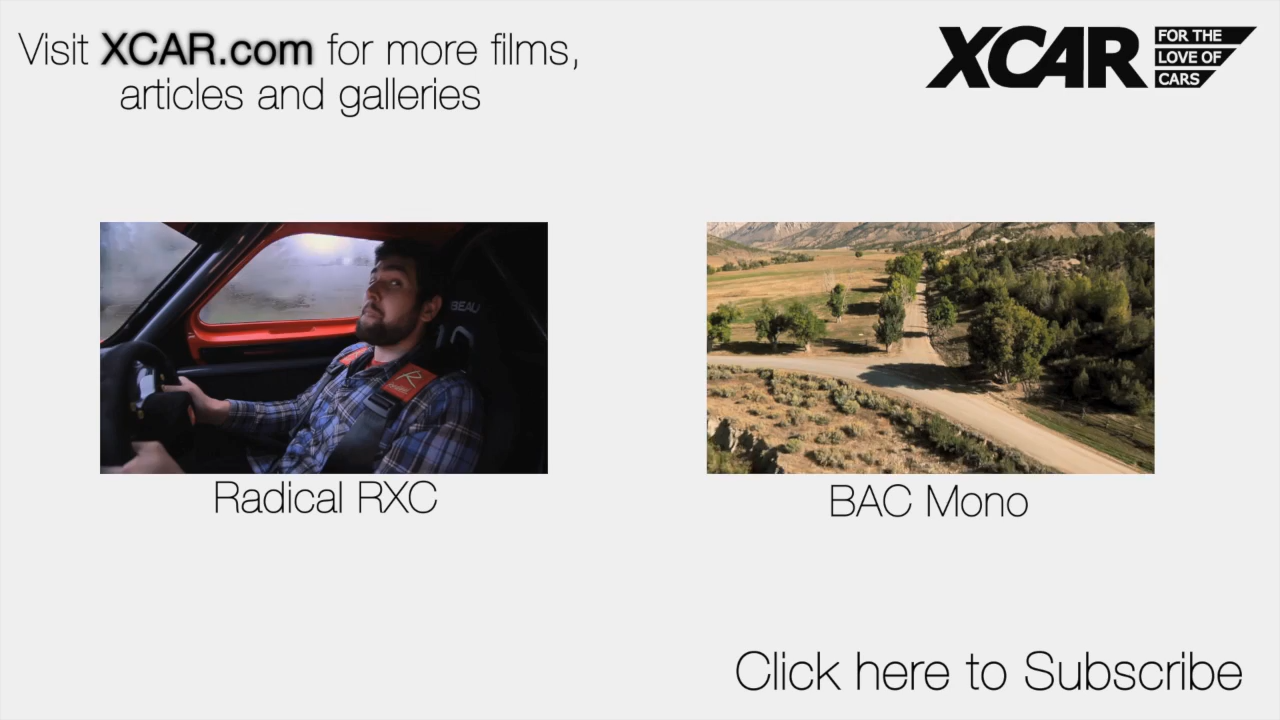 Visit XCAR.com for more films,
articles and galleries
XCAR
FOR THE
LOVE OF
CARS
BEAU
R
Radical RXC
BAC Mono
Click here to Subscribe